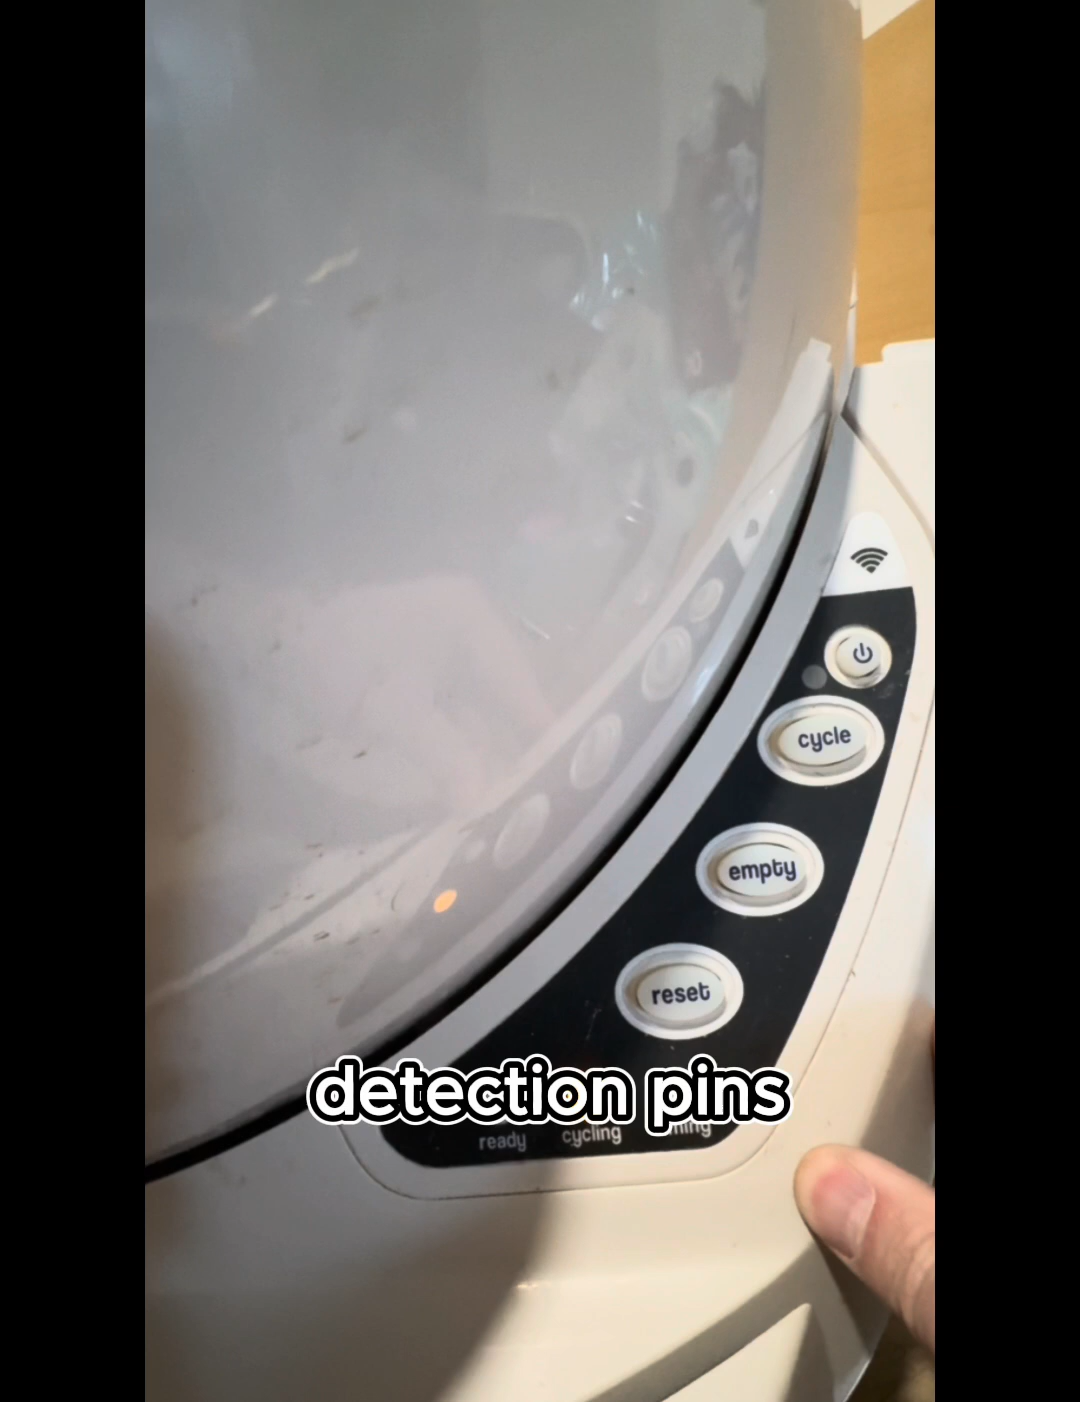 cycle
empty
reset
detection pins
ready cycling